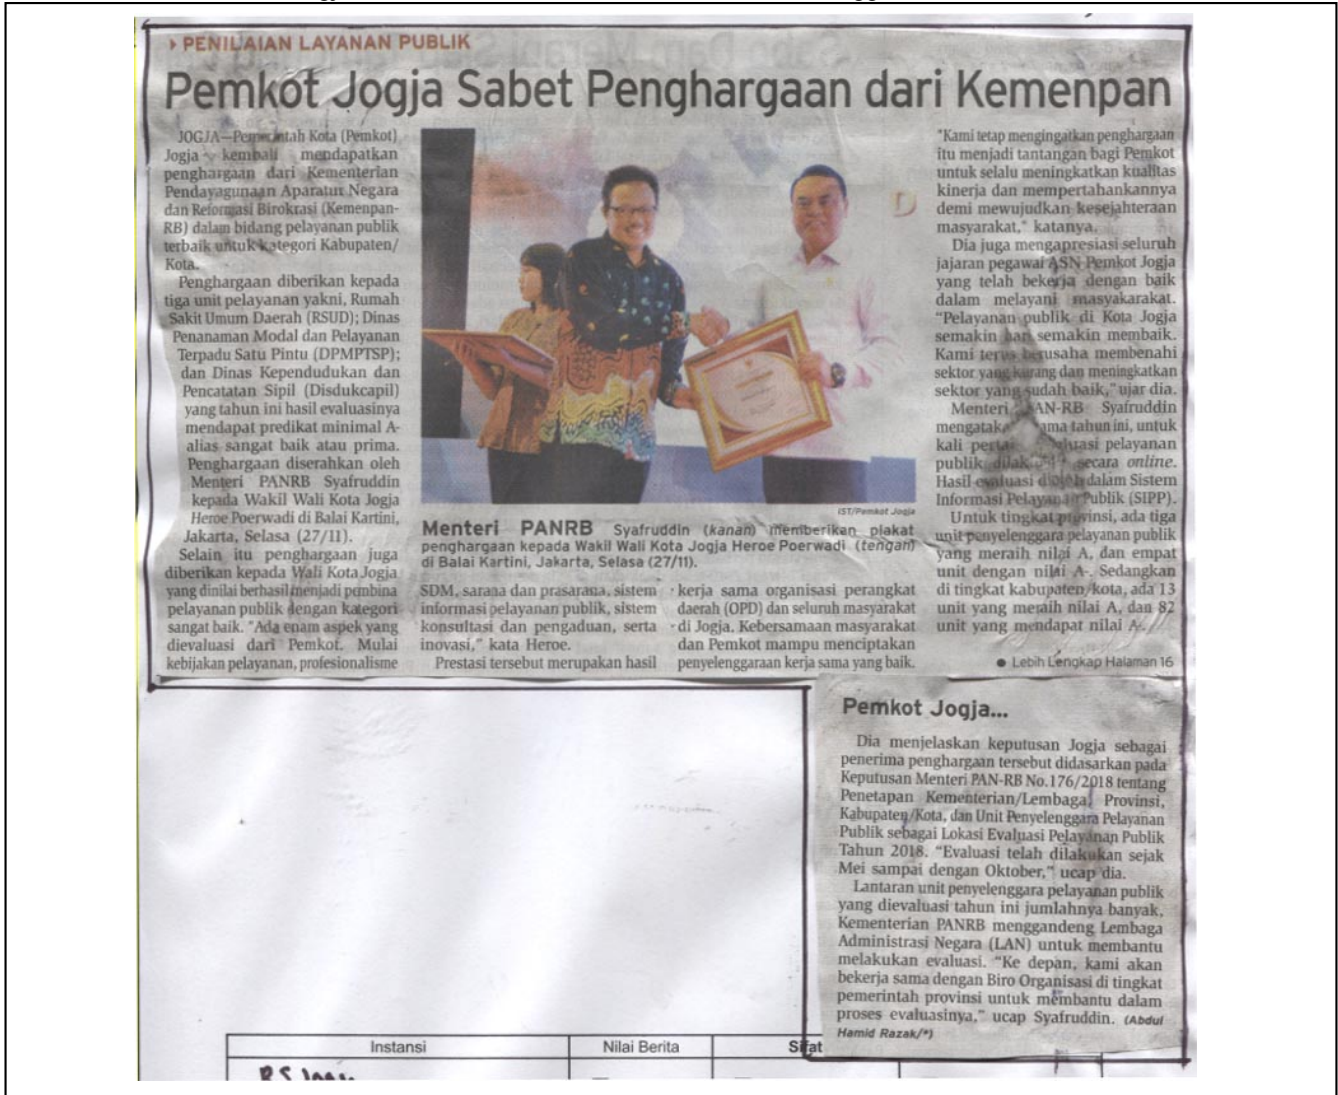 PENILAIAN LAYANAN PUBLIK
Pemkot Jogja Sabet Penghargaan dari Kemenpan
JOGJA—Pemerintah Kota (Pemkot)
Jogja kembali mendapatkan
penghargaan dari Kementerian
Pendayagunaan Aparatur Negara
dan Reformasi Birokrasi (Kemenpan-
RB) dalam bidang pelayanan publik
terbaik untuk kategori Kabupaten/
Kota.
Penghargaan diberikan kepada
tiga unit pelayanan yakni, Rumah
Sakit Umum Daerah (RSUD); Dinas
Penanaman Modal dan Pelayanan
Terpadu Satu Pintu (DPMPTSP);
dan Dinas Kependudukan dan
Pencatatan Sipil (Disdukcapil)
yang tahun ini hasil evaluasinya
mendapat predikat minimal A-
alias sangat baik atau prima.
Penghargaan diserahkan oleh
Menteri PANRB Syafruddin
kepada Wakil Wali Kota Jogja
Heroe Poerwadi di Balai Kartini,
Jakarta, Selasa (27/11).
Selain itu penghargaan juga
diberikan kepada Wali Kota Jogja
yang dinilai berhasil menjadi pembina
pelayanan publik dengan kategori
sangat baik. "Ada enam aspek yang
dievaluasi dari Pemkot. Mulai
kebijakan pelayanan, profesionalisme
IST/Pemkot Jogja
Menteri PANRB Syafruddin (kanan) memberikan plakat
penghargaan kepada Wakil Wali Kota Jogja Heroe Poerwadi (tengah)
di Balai Kartini, Jakarta, Selasa (27/11).
SDM, sarana dan prasarana, sistem
informasi pelayanan publik, sistem
konsultasi dan pengaduan, serta
inovasi," kata Heroe.
Prestasi tersebut merupakan hasil
kerja sama organisasi perangkat
daerah (OPD) dan seluruh masyarakat
di Jogja. Kebersamaan masyarakat
dan Pemkot mampu menciptakan
penyelenggaraan kerja sama yang baik.
"Kami tetap mengingatkan penghargaan
itu menjadi tantangan bagi Pemkot
untuk selalu meningkatkan kualitas
kinerja dan mempertahankannya
demi mewujudkan kesejahteraan
masyarakat," katanya.
Dia juga mengapresiasi seluruh
jajaran pegawai ASN Pemkot Jogja
yang telah bekerja dengan baik
dalam melayani masyakarakat.
"Pelayanan publik di Kota Jogja
semakin hari semakin membaik.
Kami terus berusaha membenahi
sektor yang kurang dan meningkatkan
sektor yang sudah baik," ujar dia.
Menteri PAN-RB Syafruddin
tahun ini, untuk
kali pelayanan
publik secara online.
Hasil evaluasi diolah dalam Sistem
Informasi Pelayanan Publik (SIPP).
Untuk tingkat provinsi, ada tiga
unit penyelenggara pelayanan publik
yang meraih nilai A, dan empat
unit dengan nilai A-. Sedangkan
di tingkat kabupaten/kota, ada 13
unit yang meraih nilai A, dan 82
unit yang mendapat nilai A-.
Lebih Lengkap Halaman 16
Pemkot Jogja...
Dia menjelaskan keputusan Jogja sebagai
penerima penghargaan tersebut didasarkan pada
Keputusan Menteri PAN-RB No.176/2018 tentang
Penetapan Kementerian/Lembaga, Provinsi,
Kabupaten/Kota, dan Unit Penyelenggara Pelayanan
Publik sebagai Lokasi Evaluasi Pelayanan Publik
Tahun 2018. "Evaluasi telah dilakukan sejak
Mei sampai dengan Oktober," ucap dia.
Lantaran unit penyelenggara pelayanan publik
yang dievaluasi tahun ini jumlahnya banyak,
Kementerian PANRB menggandeng Lembaga
Administrasi Negara (LAN) untuk membantu
melakukan evaluasi. "Ke depan, kami akan
bekerja sama dengan Biro Organisasi di tingkat
pemerintah provinsi untuk membantu dalam
proses evaluasinya," ucap Syafruddin. (Abdul
Hamid Razak/*)
Instansi Nilai Berita Sifat